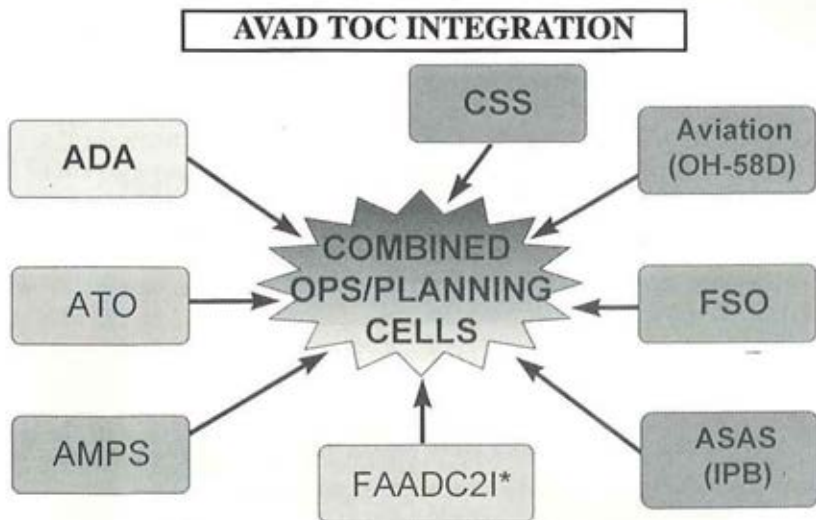 AVAD TOC INTEGRATION
CSS
ADA
Aviation
(OH-58D)
COMBINED
OPS/PLANNING
CELLS
ATO
FSO
AMPS
FAADC2I*
ASAS
(IPB)